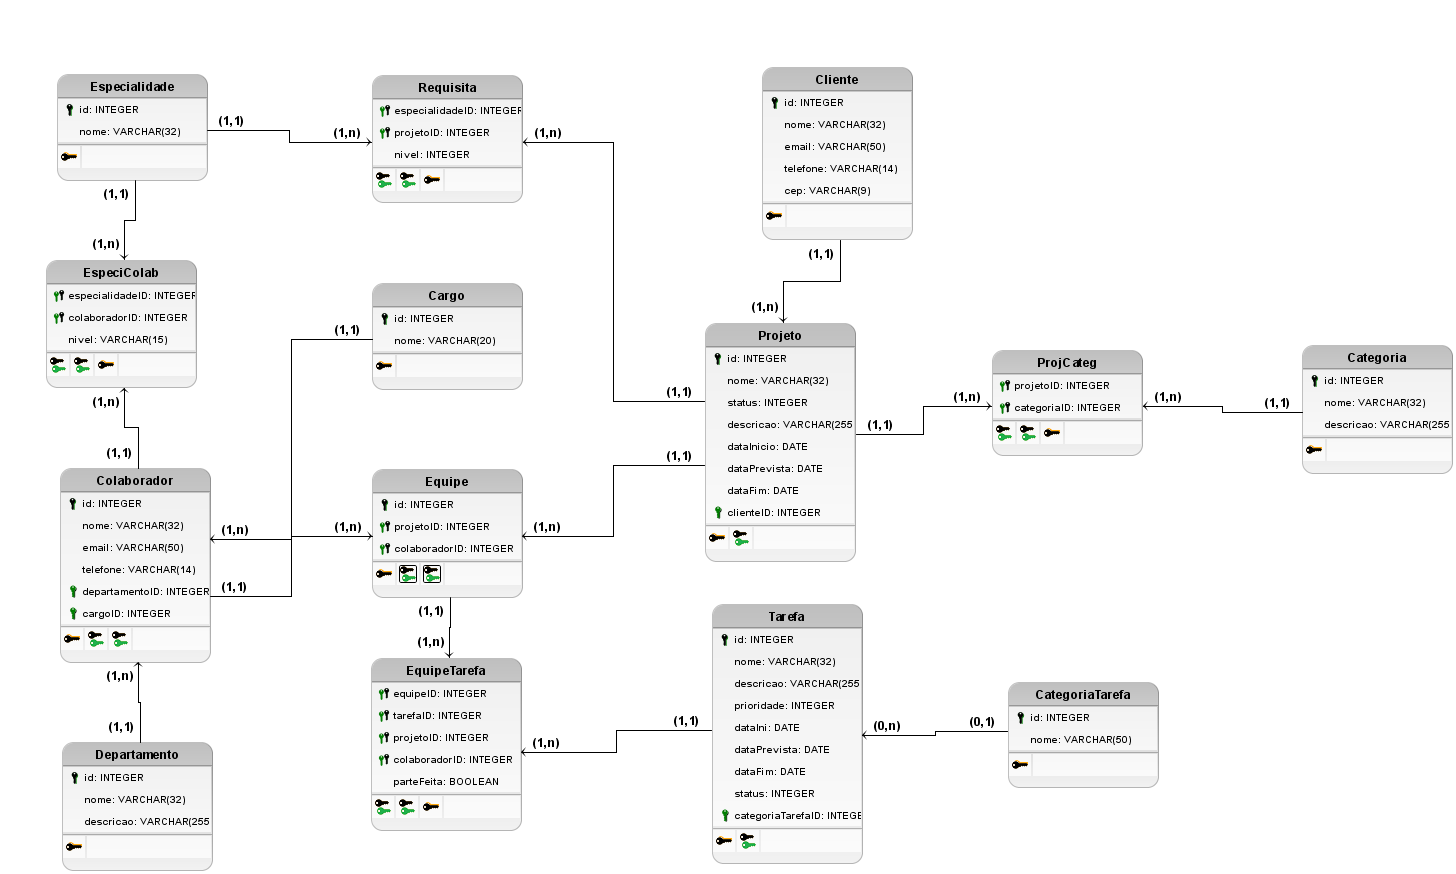 Especialidade
id: INTEGER
nome: VARCHAR(32)
(1,1)
(1,n)
Requisita
especialidadeID: INTEGER
projetoID: INTEGER
nivel: INTEGER
(1,n)
Cliente
id: INTEGER
nome: VARCHAR(32)
email: VARCHAR(50)
telefone: VARCHAR(14)
cep: VARCHAR(9)
(1,1)
(1,n)
(1,1)
(1,n)
EspeciColab
especialidadeID: INTEGER
colaboradorID: INTEGER
nivel: VARCHAR(15)
(1,n)
(1,1)
Cargo
id: INTEGER
nome: VARCHAR(20)
(1,1)
Projeto
id: INTEGER
nome: VARCHAR(32)
status: INTEGER
descricao: VARCHAR(255
dataInicio: DATE
dataPrevista: DATE
dataFim: DATE
clienteID: INTEGER
(1,1)
(1,1)
(1,1)
(1,n)
ProjCateg
projetoID: INTEGER
categoriaID: INTEGER
(1,n)
(1,1)
Categoria
id: INTEGER
nome: VARCHAR(32)
descricao: VARCHAR(255
Colaborador
id: INTEGER
nome: VARCHAR(32)
email: VARCHAR(50)
telefone: VARCHAR(14)
departamentoID: INTEGER
cargoID: INTEGER
(1,n)
(1,1)
(1,n)
Equipe
id: INTEGER
projetoID: INTEGER
colaboradorID: INTEGER
(1,n)
(1,1)
(1,n)
(1,n)
(1,1)
Departamento
id: INTEGER
nome: VARCHAR(32)
descricao: VARCHAR(255
EquipeTarefa
equipeID: INTEGER
tarefaID: INTEGER
projetoID: INTEGER
colaboradorID: INTEGER
parteFeita: BOOLEAN
(1,n)
(1,1)
Tarefa
id: INTEGER
nome: VARCHAR(32)
descricao: VARCHAR(255
prioridade: INTEGER
dataIni: DATE
dataPrevista: DATE
dataFim: DATE
status: INTEGER
categoriaTarefaID: INTEGE
(0,n)
(0,1)
CategoriaTarefa
id: INTEGER
nome: VARCHAR(50)